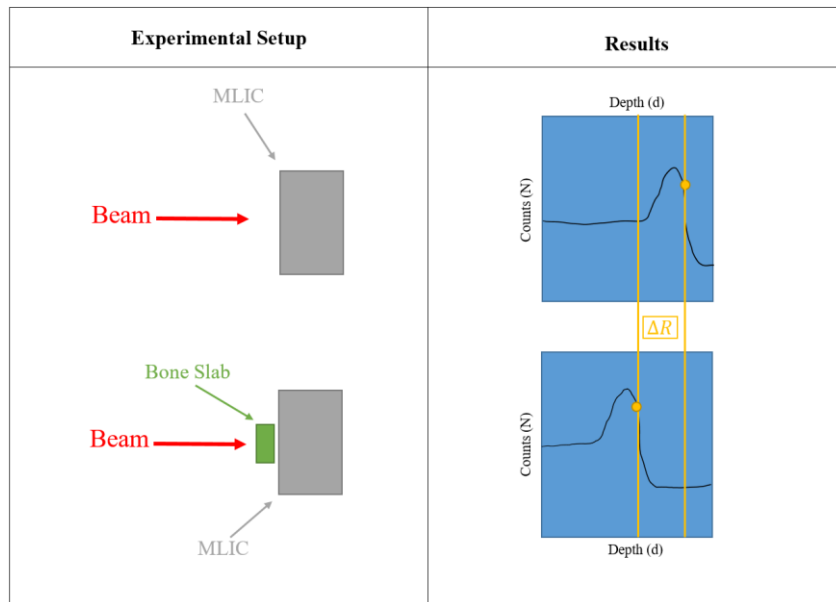 Experimental Setup
Results
MLIC
Beam
Depth (d)
Counts (N)
ΔR
Bone Slab
Beam
MLIC
Counts (N)
Depth (d)